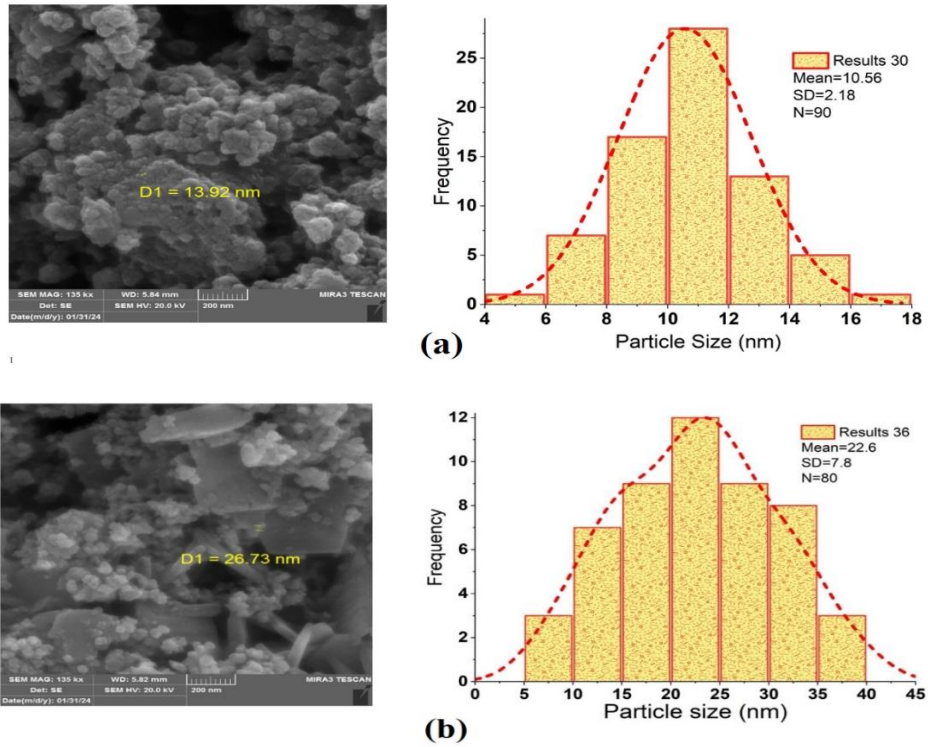 D1 = 13.92 nm
SEM MAG: 135 kx WD: 5.84 mm
Det: SE SEM HV: 20.0 kV 200 nm MIRA3 TESCAN
Date(m/d/y): 01/31/24
Frequency
25
20
15
10
5
0
4 6 8 10 12 14 16 18
Particle Size (nm)
Results 30
Mean=10.56
SD=2.18
N=90
(a)
I
D1 = 26.73 nm
SEM MAG: 135 kx WD: 5.82 mm
Det: SE SEM HV: 20.0 kV 200 nm MIRA3 TESCAN
Date(m/d/y): 01/31/24
Frequency
12
10
8
6
4
2
0
0 5 10 15 20 25 30 35 40 45
Particle size (nm)
Results 36
Mean=22.6
SD=7.8
N=80
(b)